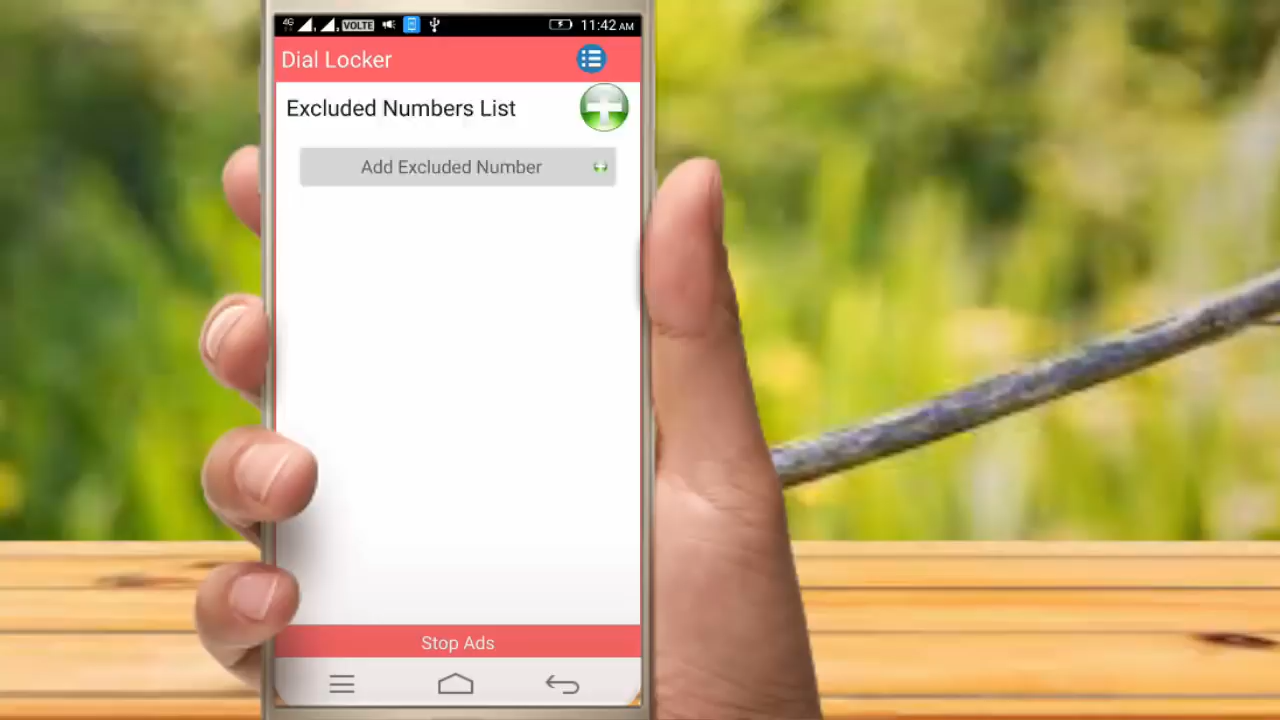 4G VOLTE 11:42 AM
Dial Locker
Excluded Numbers List
Add Excluded Number
Stop Ads